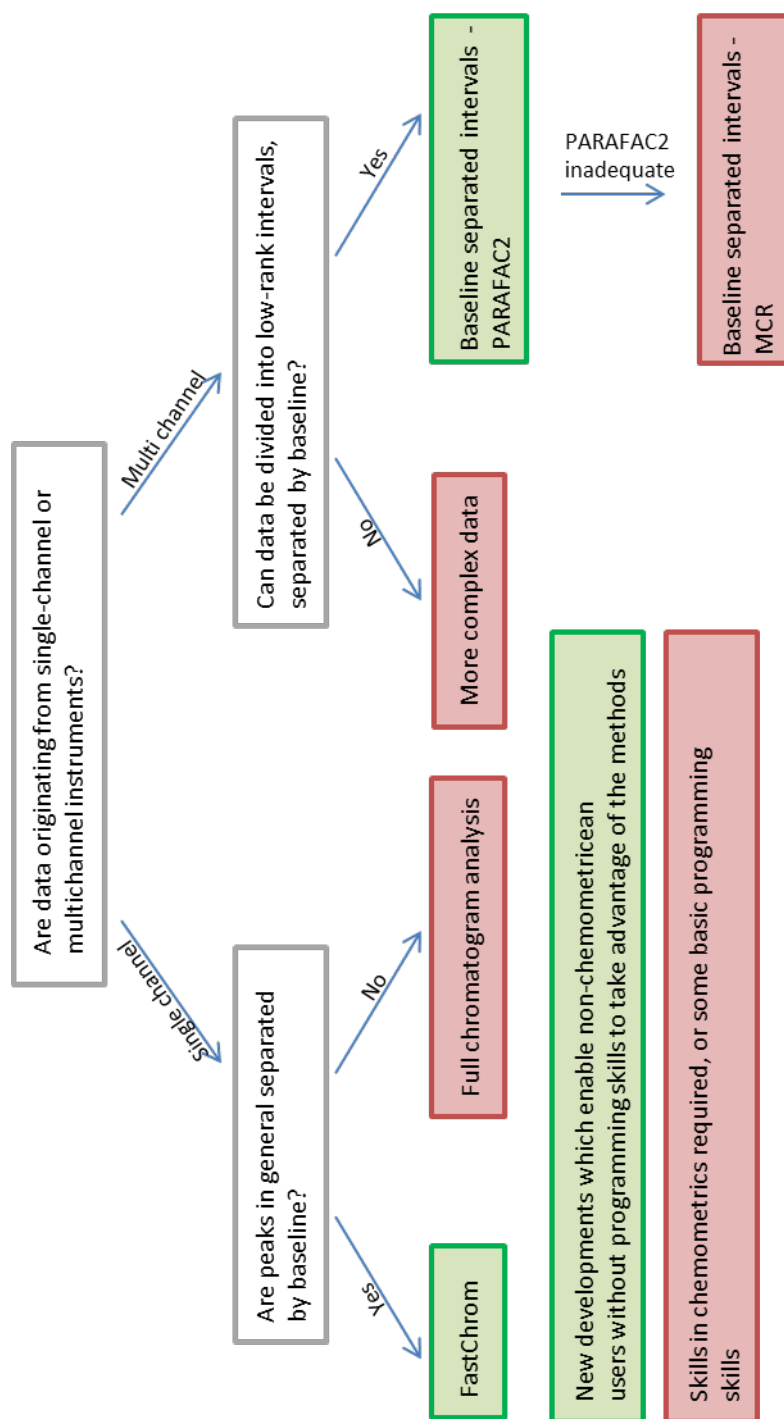 Are data originating from single-channel or
multichannel instruments?
Single channel
Multi channel
Are peaks in general separated
by baseline?
Can data be divided into low-rank intervals,
separated by baseline?
Yes
No
No
Yes
FastChrom
Full chromatogram analysis
More complex data
Baseline separated intervals -
PARAFAC2
PARAFAC2
inadequate
Baseline separated intervals -
MCR
New developments which enable non-chemometricean
users without programming skills to take advantage of the methods
Skills in chemometrics required, or some basic programming
skills